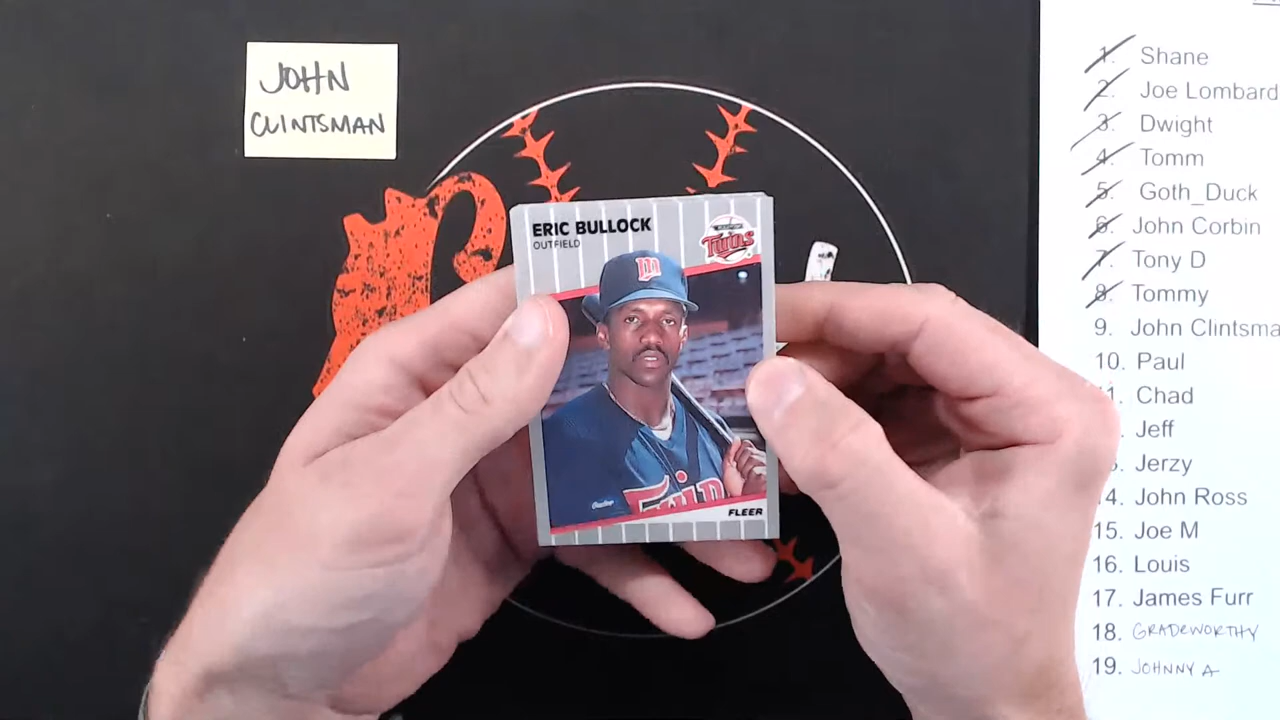 JOHN
CLINTSMAN
ERIC BULLOCK
OUTFIELD
Twins
FLEER
1. Shane
2. Joe Lombard
3. Dwight
4. Tomm
5. Goth_Duck
6. John Corbin
7. Tony D
8. Tommy
9. John Clintsma
10. Paul
1. Chad
Jeff
Jerzy
14. John Ross
15. Joe M
16. Louis
17. James Furr
18. GRADEWORTHY
19. JOHNNY A